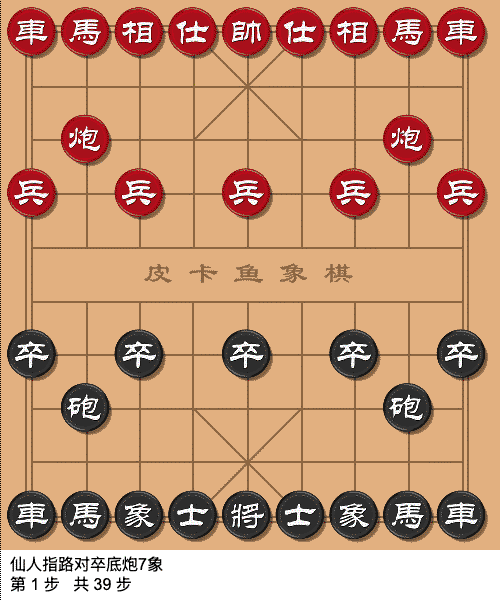 車馬相仕帥仕相馬車
炮炮
兵兵兵兵兵
皮卡鱼象棋
卒卒卒卒卒
砲砲
車馬象士將士象馬車
仙人指路对卒底炮7象
第 1 步 共 39 步